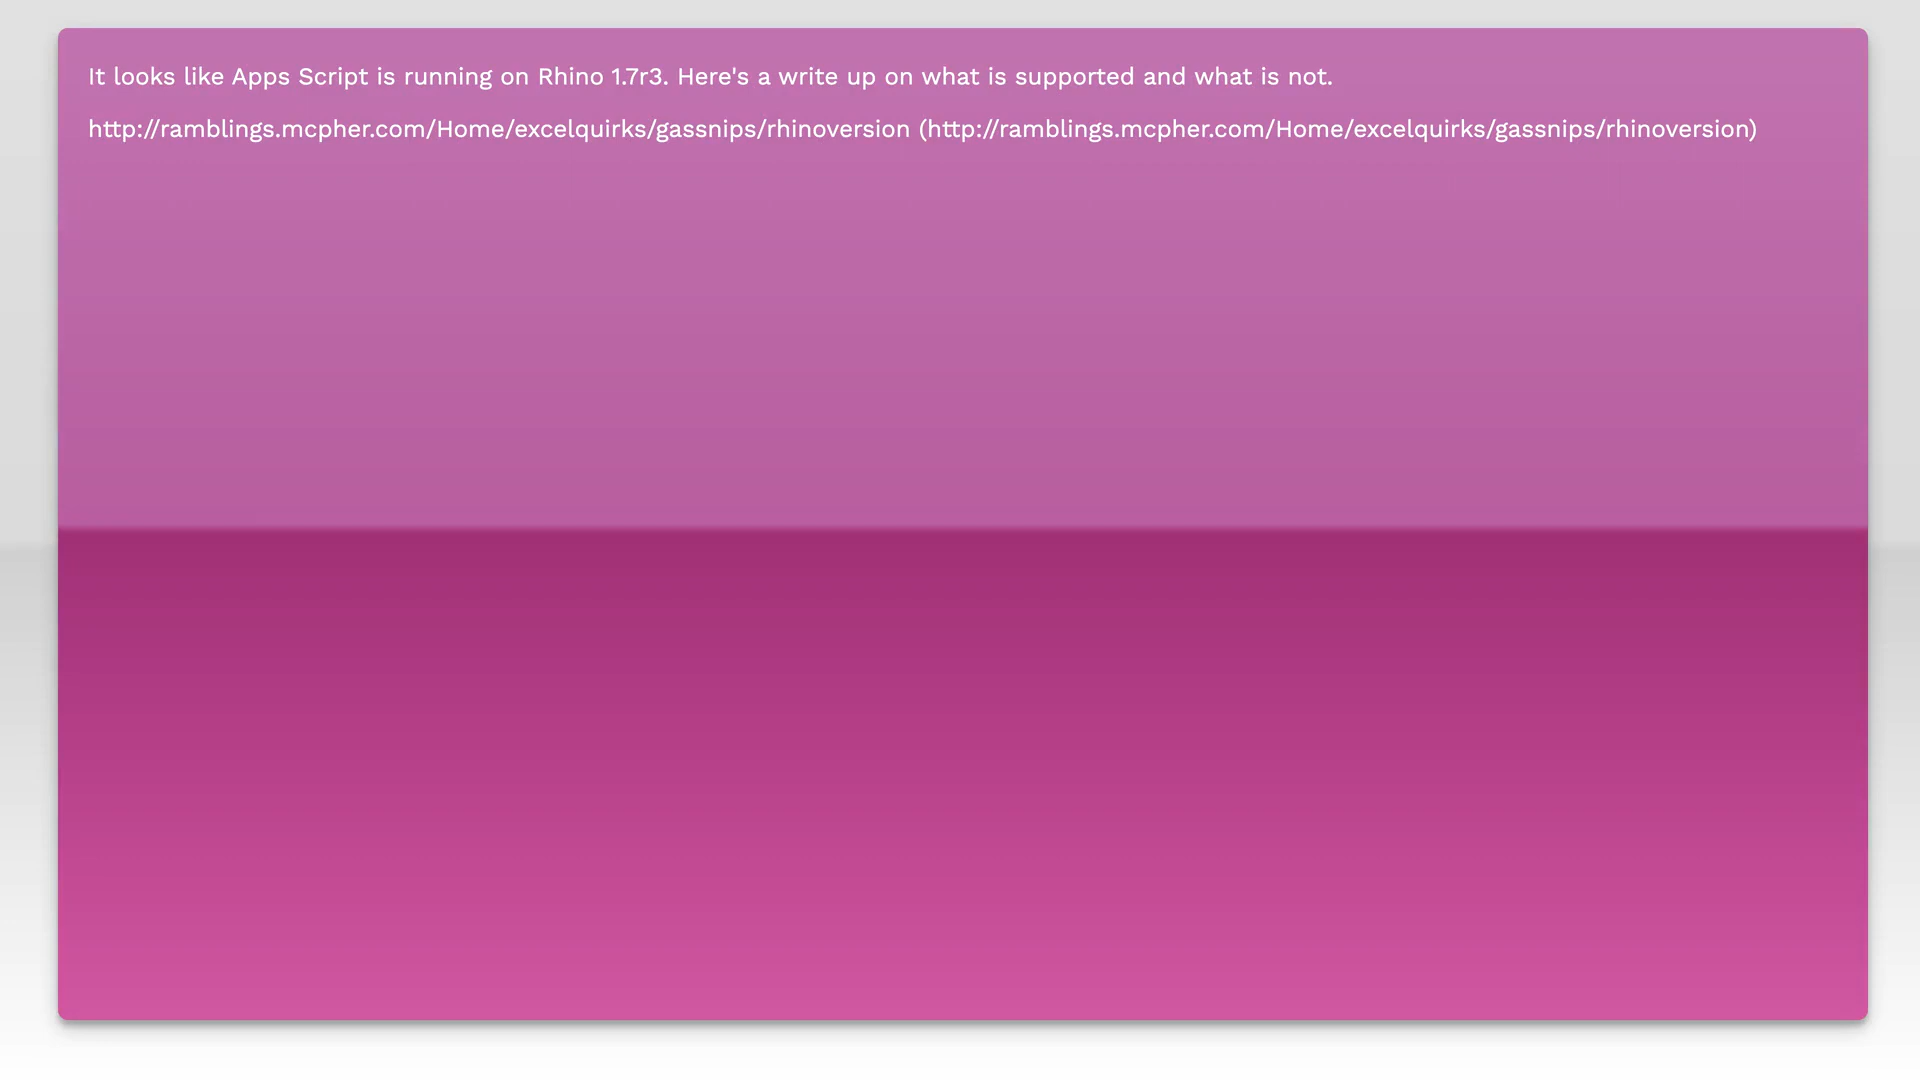 It looks like Apps Script is running on Rhino 1.7r3. Here's a write up on what is supported and what is not.
http://ramblings.mcpher.com/Home/excelquirks/gassnips/rhinoversion (http://ramblings.mcpher.com/Home/excelquirks/gassnips/rhinoversion)